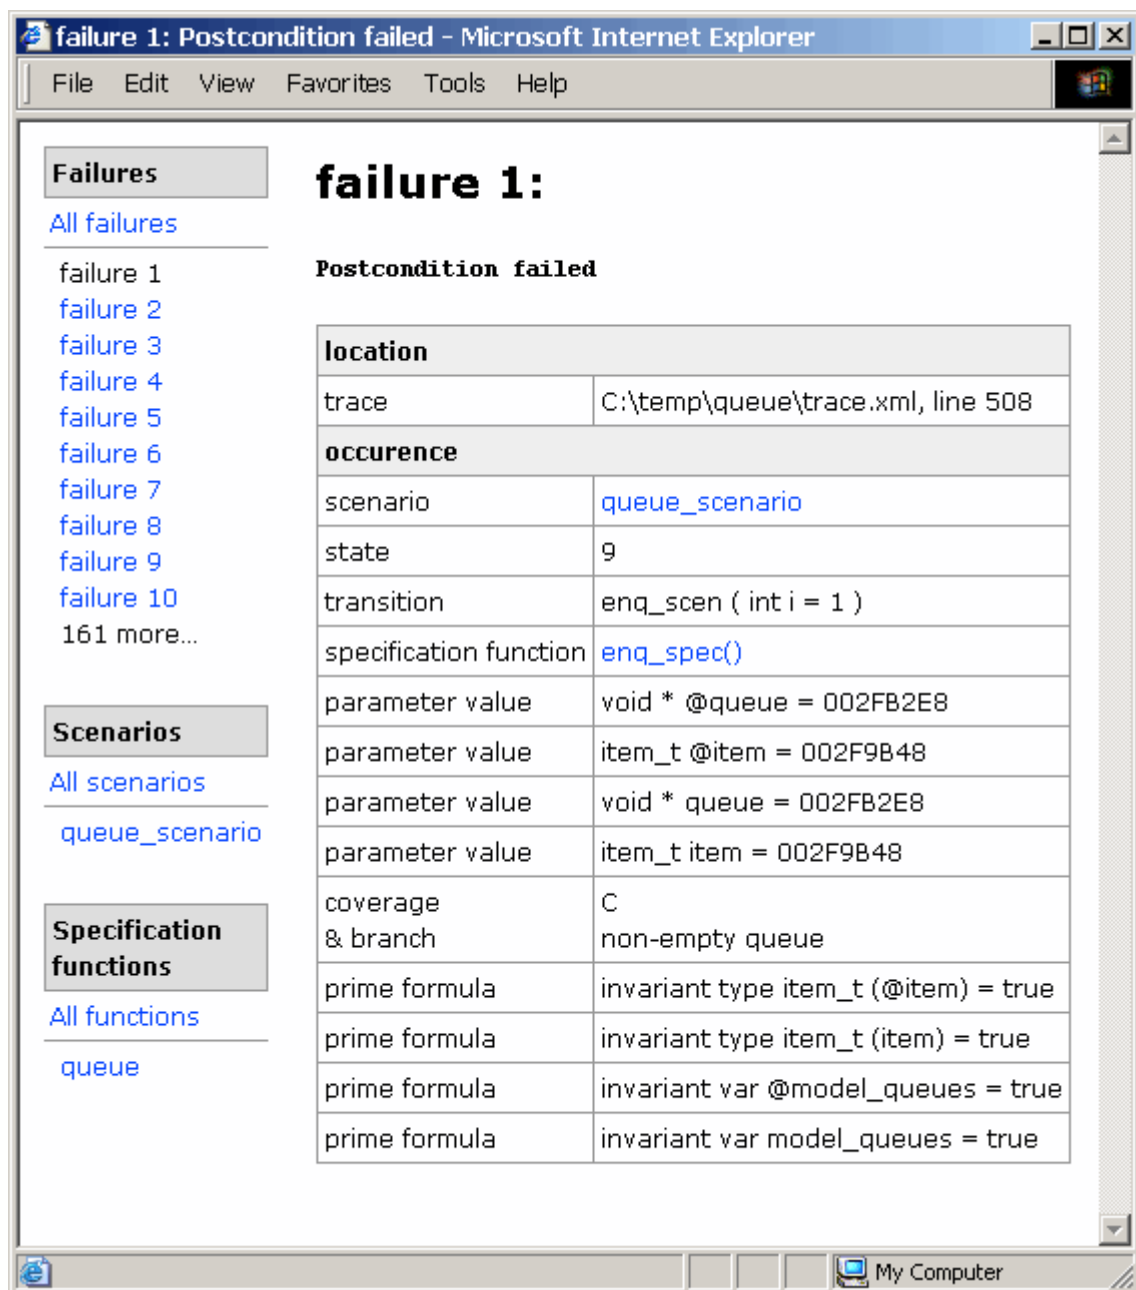 failure 1: Postcondition failed - Microsoft Internet Explorer
File Edit View Favorites Tools Help
Failures
All failures
failure 1
failure 2
failure 3
failure 4
failure 5
failure 6
failure 7
failure 8
failure 9
failure 10
161 more...
Scenarios
All scenarios
queue_scenario
Specification
functions
All functions
queue
failure 1:
Postcondition failed
location
trace C:\temp\queue\trace.xml, line 508
occurence
scenario queue_scenario
state 9
transition enq_scen ( int i = 1 )
specification function enq_spec()
parameter value void * @queue = 002FB2E8
parameter value item_t @item = 002F9B48
parameter value void * queue = 002FB2E8
parameter value item_t item = 002F9B48
coverage C
& branch non-empty queue
prime formula invariant type item_t (@item) = true
prime formula invariant type item_t (item) = true
prime formula invariant var @model_queues = true
prime formula invariant var model_queues = true
My Computer